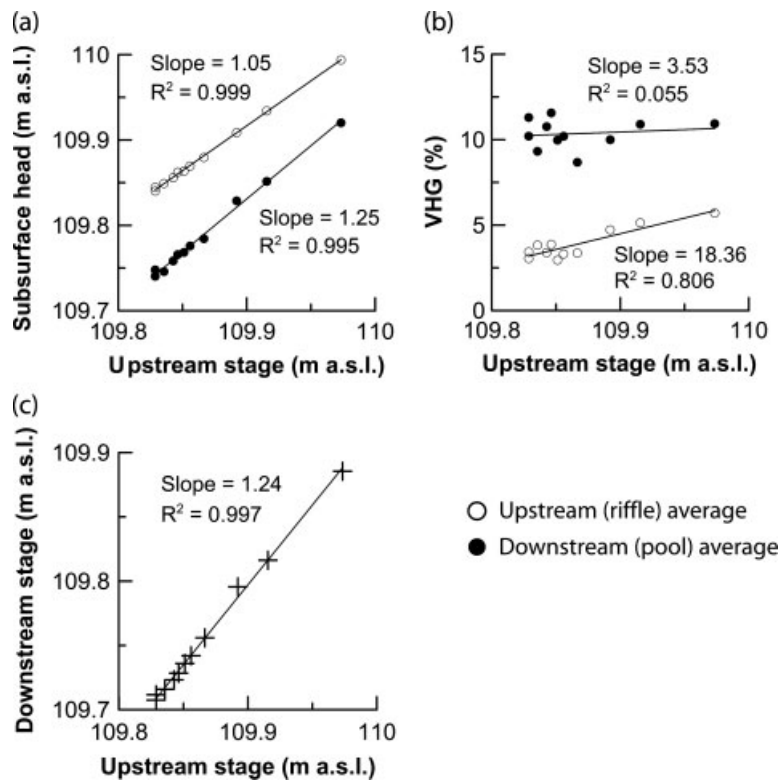 (a)
110
Slope = 1.05
R² = 0.999
109.9
Subsurface head (m a.s.l.)
109.8
Slope = 1.25
R² = 0.995
109.7
109.8 109.9 110
Upstream stage (m a.s.l.)
(b)
15
Slope = 3.53
R² = 0.055
10
VHG (%)
5
Slope = 18.36
R² = 0.806
0
109.8 109.9 110
Upstream stage (m a.s.l.)
(c)
109.9
Slope = 1.24
R² = 0.997
Downstream stage (m a.s.l.)
109.8
109.7
109.8 109.9 110
Upstream stage (m a.s.l.)
Upstream (riffle) average
Downstream (pool) average